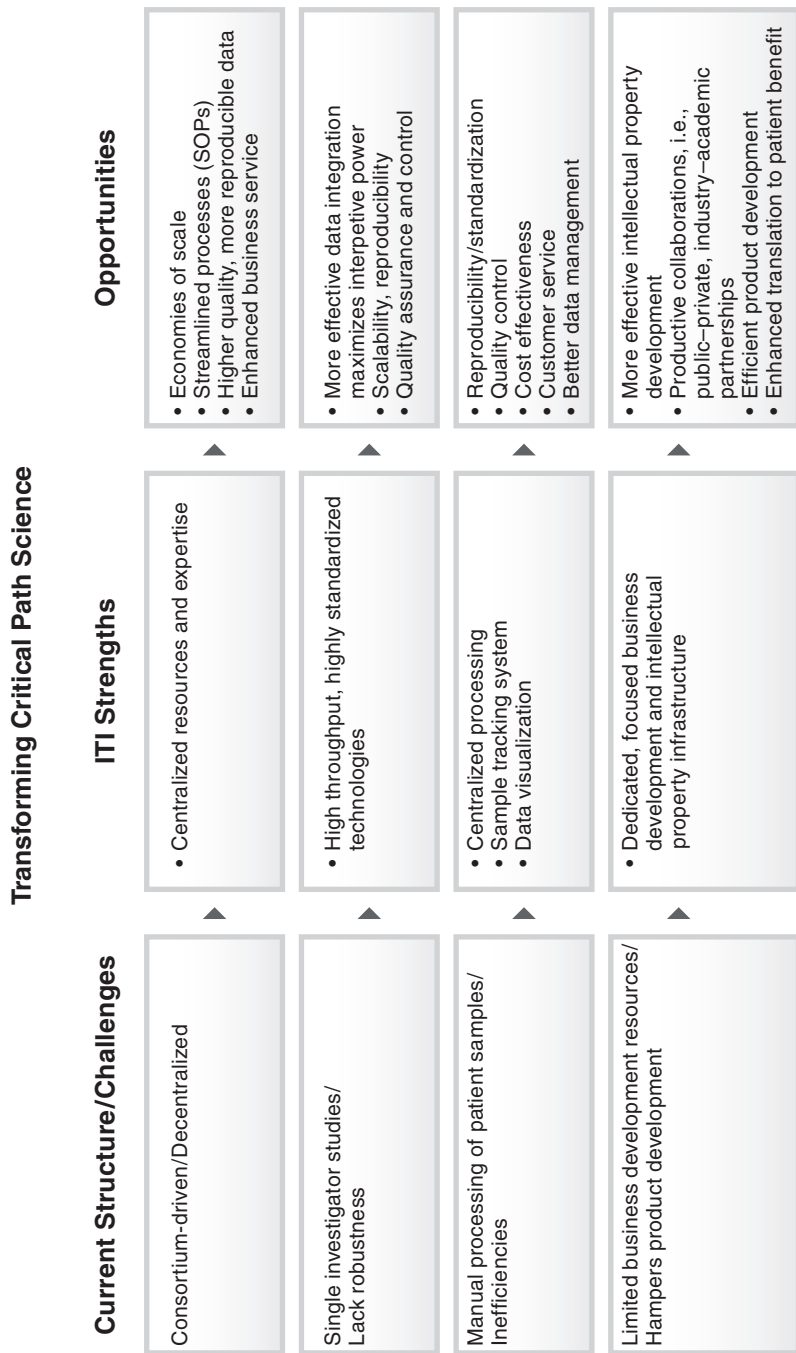 Transforming Critical Path Science
Current Structure/Challenges
ITI Strengths
Opportunities
Consortium-driven/Decentralized
• Centralized resources and expertise
• Economies of scale
• Streamlined processes (SOPs)
• Higher quality, more reproducible data
• Enhanced business service
Single investigator studies/
Lack robustness
• High throughput, highly standardized
technologies
• More effective data integration
maximizes interpetive power
• Scalability, reproducibility
• Quality assurance and control
Manual processing of patient samples/
Inefficiencies
• Centralized processing
• Sample tracking system
• Data visualization
• Reproducibility/standardization
• Quality control
• Cost effectiveness
• Customer service
• Better data management
Limited business development resources/
Hampers product development
• Dedicated, focused business
development and intellectual
property infrastructure
• More effective intellectual property
development
• Productive collaborations, i.e.,
public–private, industry–academic
partnerships
• Efficient product development
• Enhanced translation to patient benefit